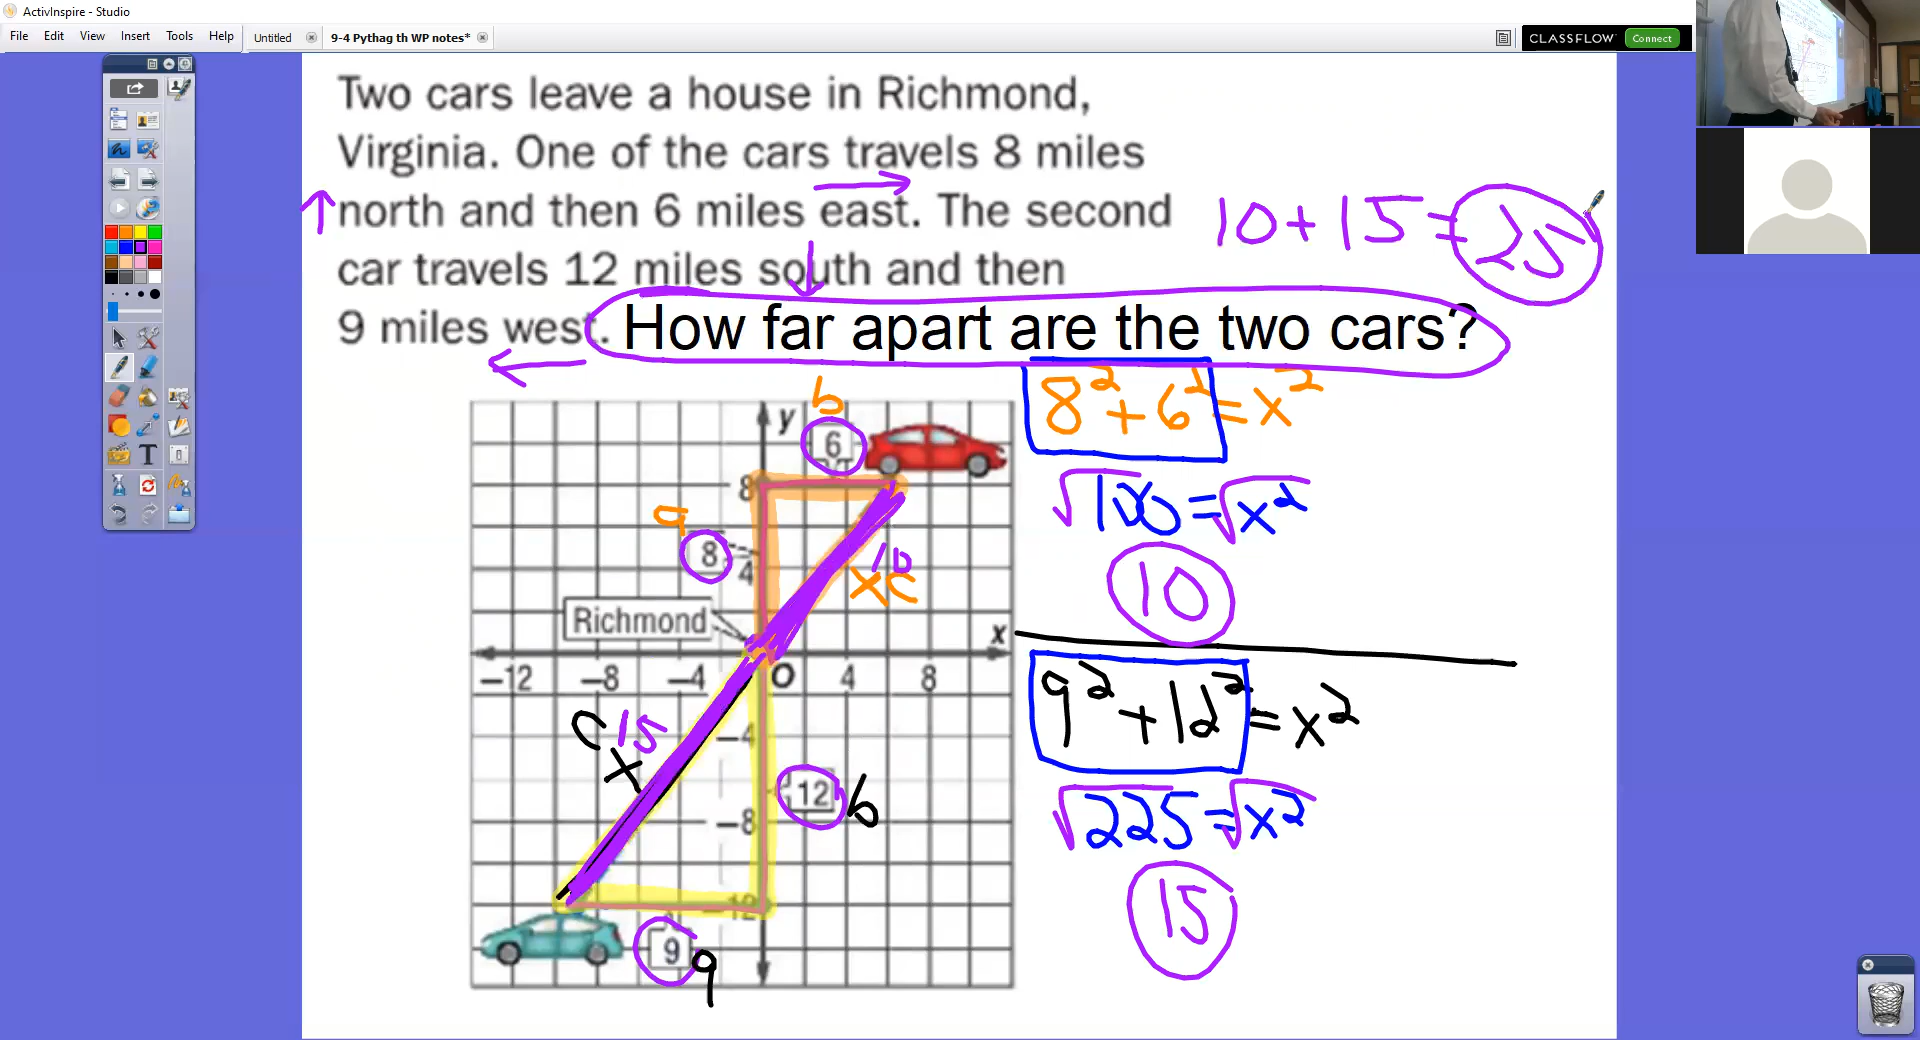 ActivInspire - Studio
File Edit View Insert Tools Help
Untitled
9-4 Pythag th WP notes*
CLASSFLOW Connect
Two cars leave a house in Richmond,
Virginia. One of the cars travels 8 miles
north and then 6 miles east. The second
car travels 12 miles south and then
9 miles west.
How far apart are the two cars?
10 + 15 = 25
8² + 6² = x²
√100 = √x²
10
9² + 12² = x²
√225 = √x²
15
b
6
y
8
a
8
4
10
x c
Richmond
x
-12 -8 -4 O 4 8
c 15
x
-4
12 b
-8
-12
9 a